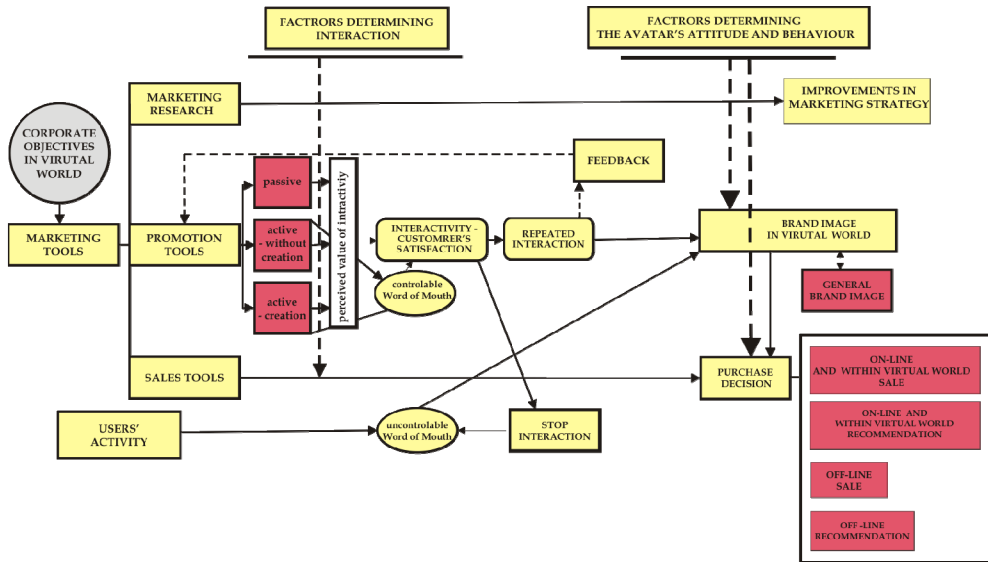 FACTRORS DETERMINING
INTERACTION
FACTRORS DETERMINING
THE AVATAR'S ATTITUDE AND BEHAVIOUR
MARKETING
RESEARCH
IMPROVEMENTS IN
MARKETING STRATEGY
CORPORATE
OBJECTIVES
IN VIRUTAL
WORLD
FEEDBACK
passive
MARKETING
TOOLS
PROMOTION
TOOLS
active
- without
creation
active
- creation
perceived value of intractivity
INTERACTIVITY -
CUSTOMRER'S
SATISFACTION
REPEATED
INTERACTION
controlable
Word of Mouth
BRAND IMAGE
IN VIRUTAL WORLD
GENERAL
BRAND IMAGE
SALES TOOLS
PURCHASE
DECISION
ON-LINE
AND WITHIN VIRTUAL WORLD
SALE
ON-LINE AND
WITHIN VIRTUAL WORLD
RECOMMENDATION
OFF-LINE
SALE
OFF-LINE
RECOMMENDATION
USERS'
ACTIVITY
uncontrolable
Word of Mouth
STOP
INTERACTION